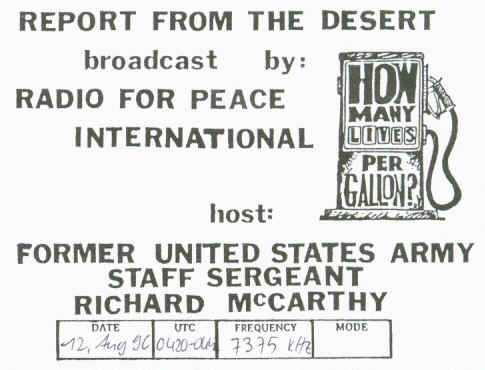 REPORT FROM THE DESERT
broadcast by:
RADIO FOR PEACE
INTERNATIONAL
HOW
MANY
LIVES
PER
GALLON?
host:
FORMER UNITED STATES ARMY
STAFF SERGEANT
RICHARD McCARTHY
DATE UTC FREQUENCY MODE
12, Aug 96 0420- 7375 kHz